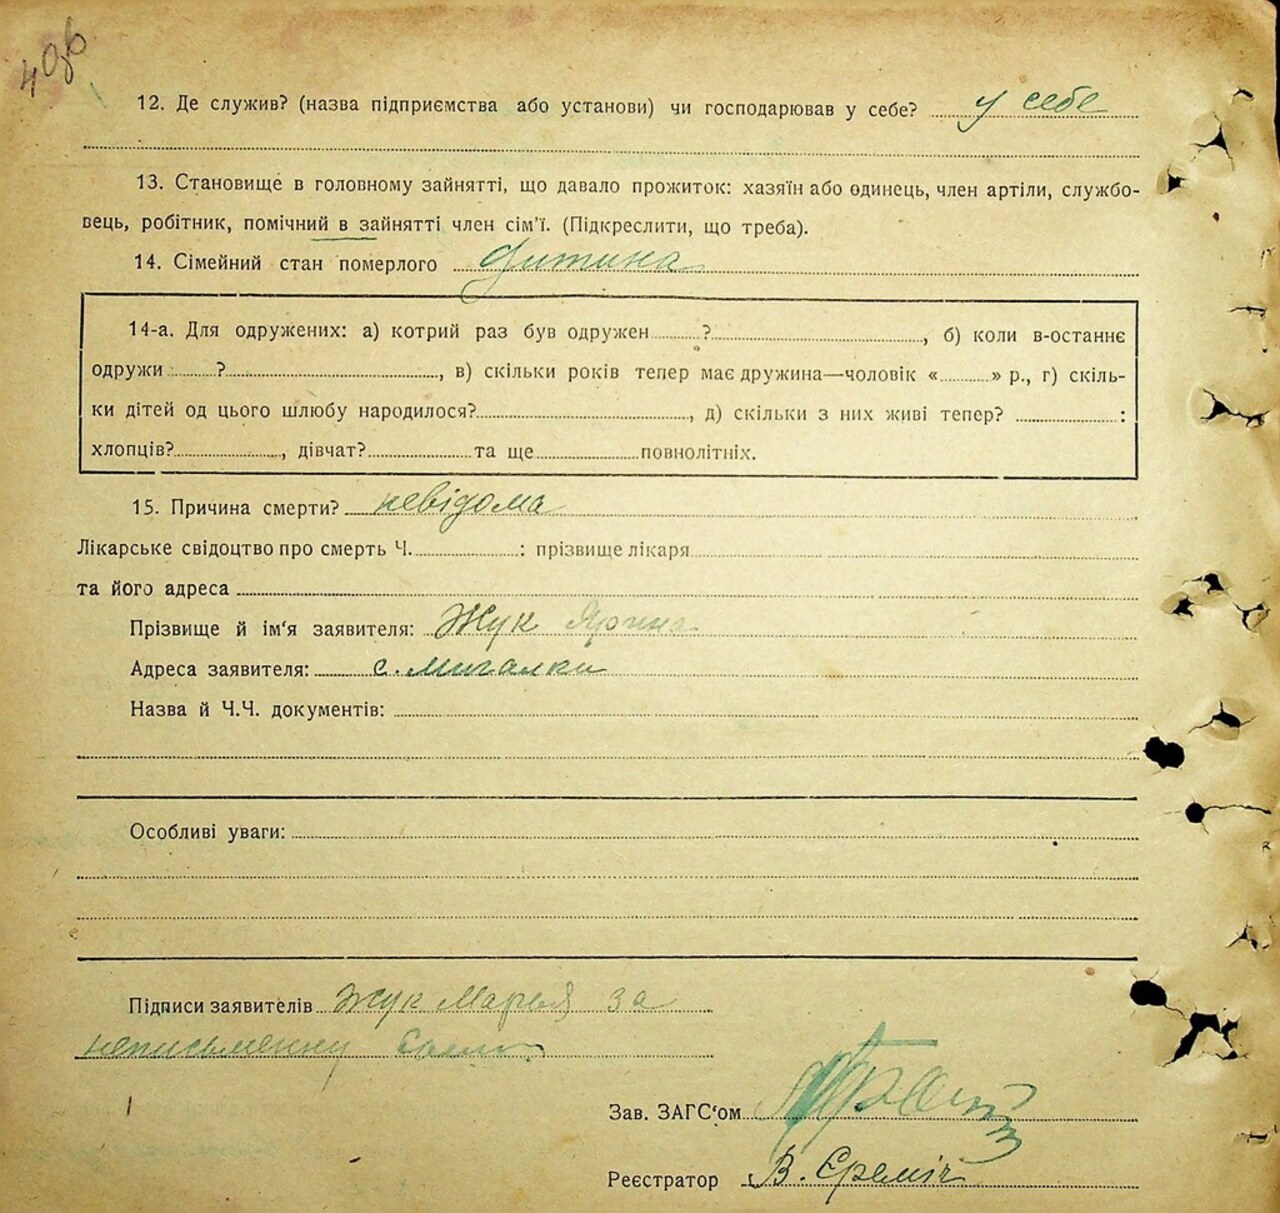 12. Де служив? (назва підприємства або установи) чи господарював у себе? у себе
13. Становище в головному зайнятті, що давало прожиток: хазяїн або одинець, член артіли, службо-
вець, робітник, помічний в зайнятті член сім'ї. (Підкреслити, що треба).
14. Сімейний стан померлого дитина
14-а. Для одружених: а) котрий раз був одружен ? , б) коли в-останнє
одружи ? , в) скільки років тепер має дружина—чоловік « » р., г) скіль-
ки дітей од цього шлюбу народилося? , д) скільки з них живі тепер? :
хлопців? , дівчат? та ще повнолітніх.
15. Причина смерти? невідома
Лікарське свідоцтво про смерть Ч. : прізвище лікаря
та його адреса
Прізвище й ім'я заявителя: Жук Ярина
Адреса заявителя: с. Мигалки
Назва й Ч.Ч. документів:
Особливі уваги:
Підписи заявителів Жук Марья за
неписьменну
Зав. ЗАГС'ом
Реєстратор В. Єреміч